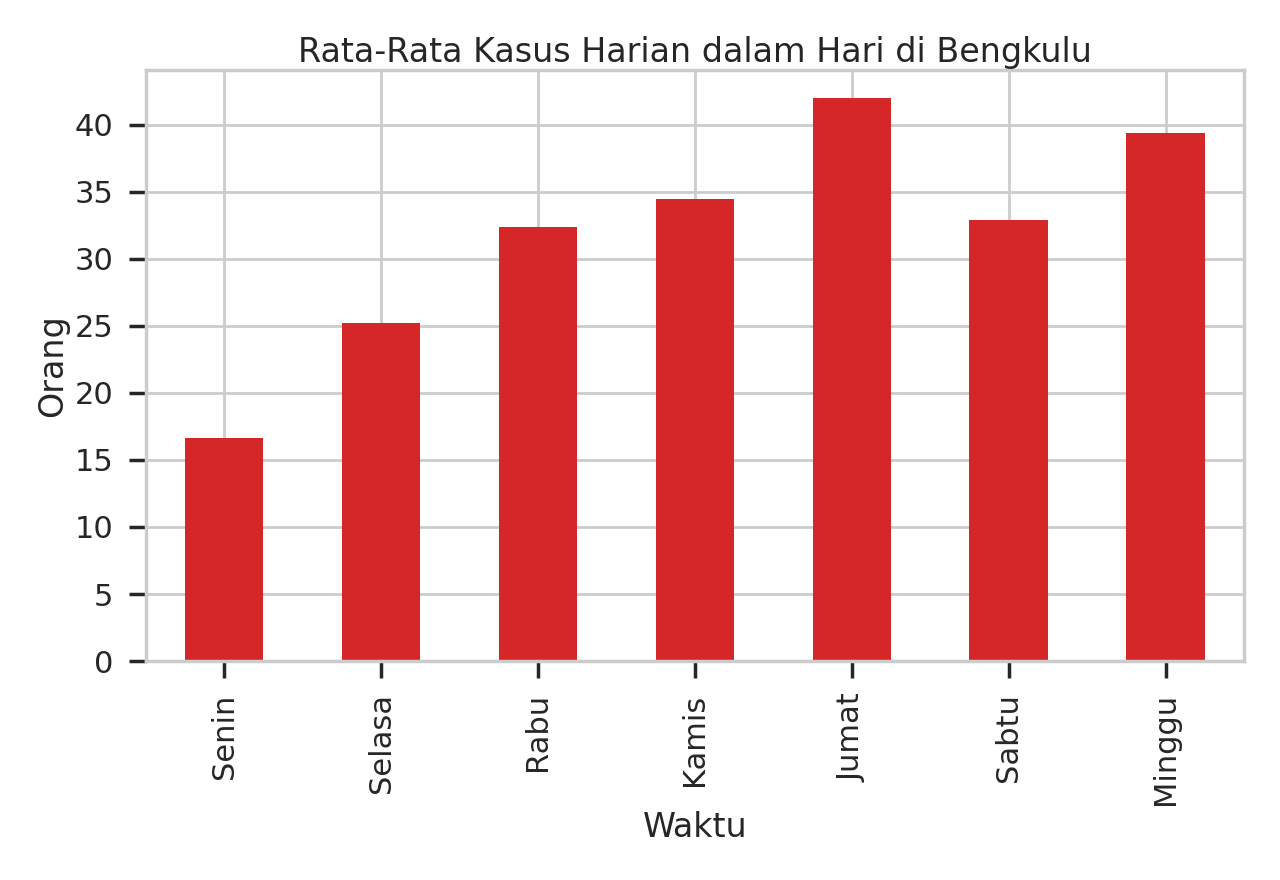 Rata-Rata Kasus Harian dalam Hari di Bengkulu
Orang
40
35
30
25
20
15
10
5
0
Senin
Selasa
Rabu
Kamis
Jumat
Sabtu
Minggu
Waktu